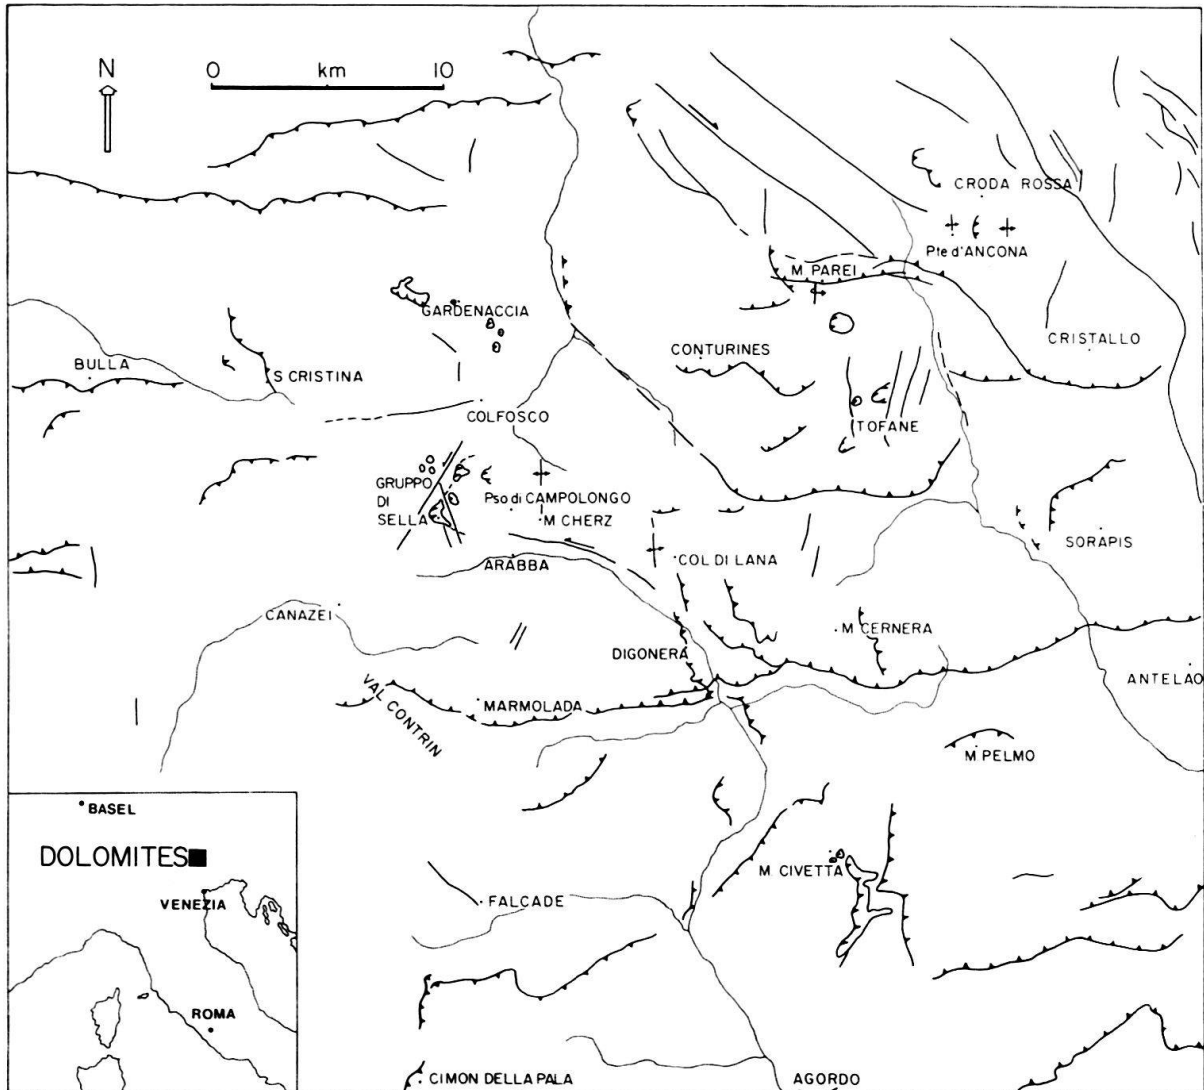 N
0 km 10
CRODA ROSSA
Pte d'ANCONA
M. PAREI
GARDENACCIA
CRISTALLO
CONTURINES
BULLA
S CRISTINA
COLFOSCO
TOFANE
GRUPPO
DI
SELLA
Pso di CAMPOLONGO
M CHERZ
SORAPIS
ARABBA
COL DI LANA
CANAZEI
M CERNERA
DIGONERA
ANTELAO
VAL CONTRIN
MARMOLADA
M. PELMO
BASEL
DOLOMITES
M. CIVETTA
VENEZIA
FALCADE
ROMA
CIMON DELLA PALA
AGORDO